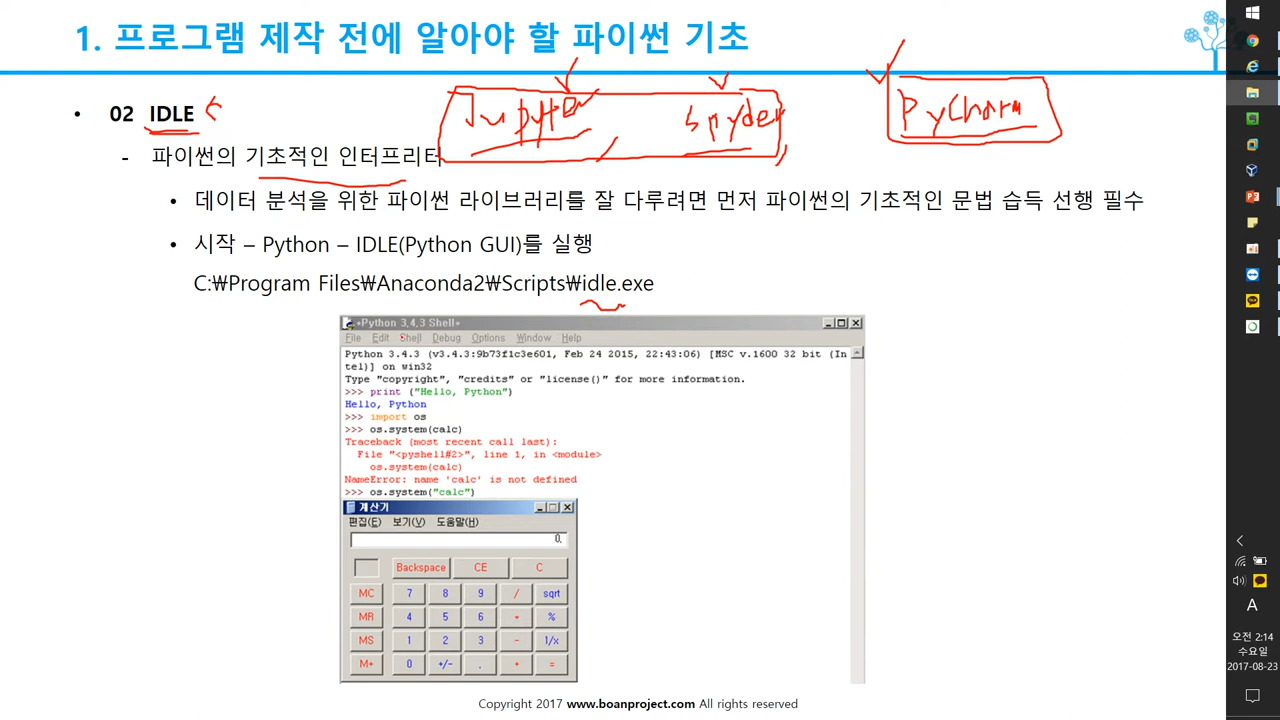 1. 프로그램 제작 전에 알아야 할 파이썬 기초
Jupyter spyder PyCharm
• 02 IDLE
- 파이썬의 기초적인 인터프리터
• 데이터 분석을 위한 파이썬 라이브러리를 잘 다루려면 먼저 파이썬의 기초적인 문법 습득 선행 필수
• 시작 – Python – IDLE(Python GUI)를 실행
C:₩Program Files₩Anaconda2₩Scripts₩idle.exe
*Python 3.4.3 Shell*
File Edit Shell Debug Options Window Help
Python 3.4.3 (v3.4.3:9b73f1c3e601, Feb 24 2015, 22:43:06) [MSC v.1600 32 bit (In
tel)] on win32
Type "copyright", "credits" or "license()" for more information.
>>> print ("Hello, Python")
Hello, Python
>>> import os
>>> os.system(calc)
Traceback (most recent call last):
File "<pyshell#2>", line 1, in <module>
os.system(calc)
NameError: name 'calc' is not defined
>>> os.system("calc")
계산기
편집(E) 보기(V) 도움말(H)
0.
Backspace CE C
MC 7 8 9 / sqrt
MR 4 5 6 * %
MS 1 2 3 - 1/x
M+ 0 +/- . + =
Copyright 2017 www.boanproject.com All rights reserved
A
오전 2:14
수요일
2017-08-23